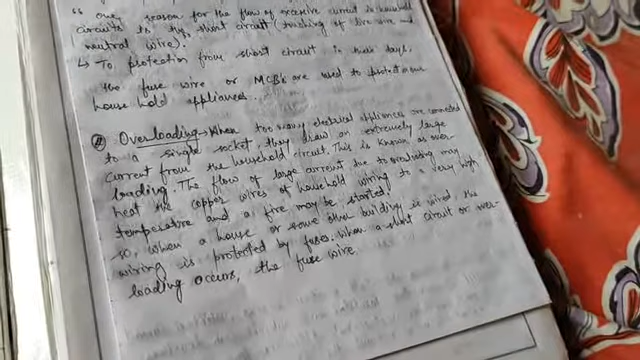 " One reason for the flow of excessive current in household
circuits is the short circuit (touching of live wire and
neutral wire).
↳ To protection from short circuit in these days,
the fuse wire or MCB's are used to protect in our
house hold appliances.
# Overloading → When too many electrical appliances are connected
to a single socket, they draw an extremely large
current from the household circuit. This is known as over-
loading. The flow of large current due to overloading may
heat the copper wires of household wiring to a very high
temperature and a fire may be started.
So, when a house or some other building is wired, the
wiring is protected by fuses. When a short circuit or over-
loading occurs, the fuse wire.